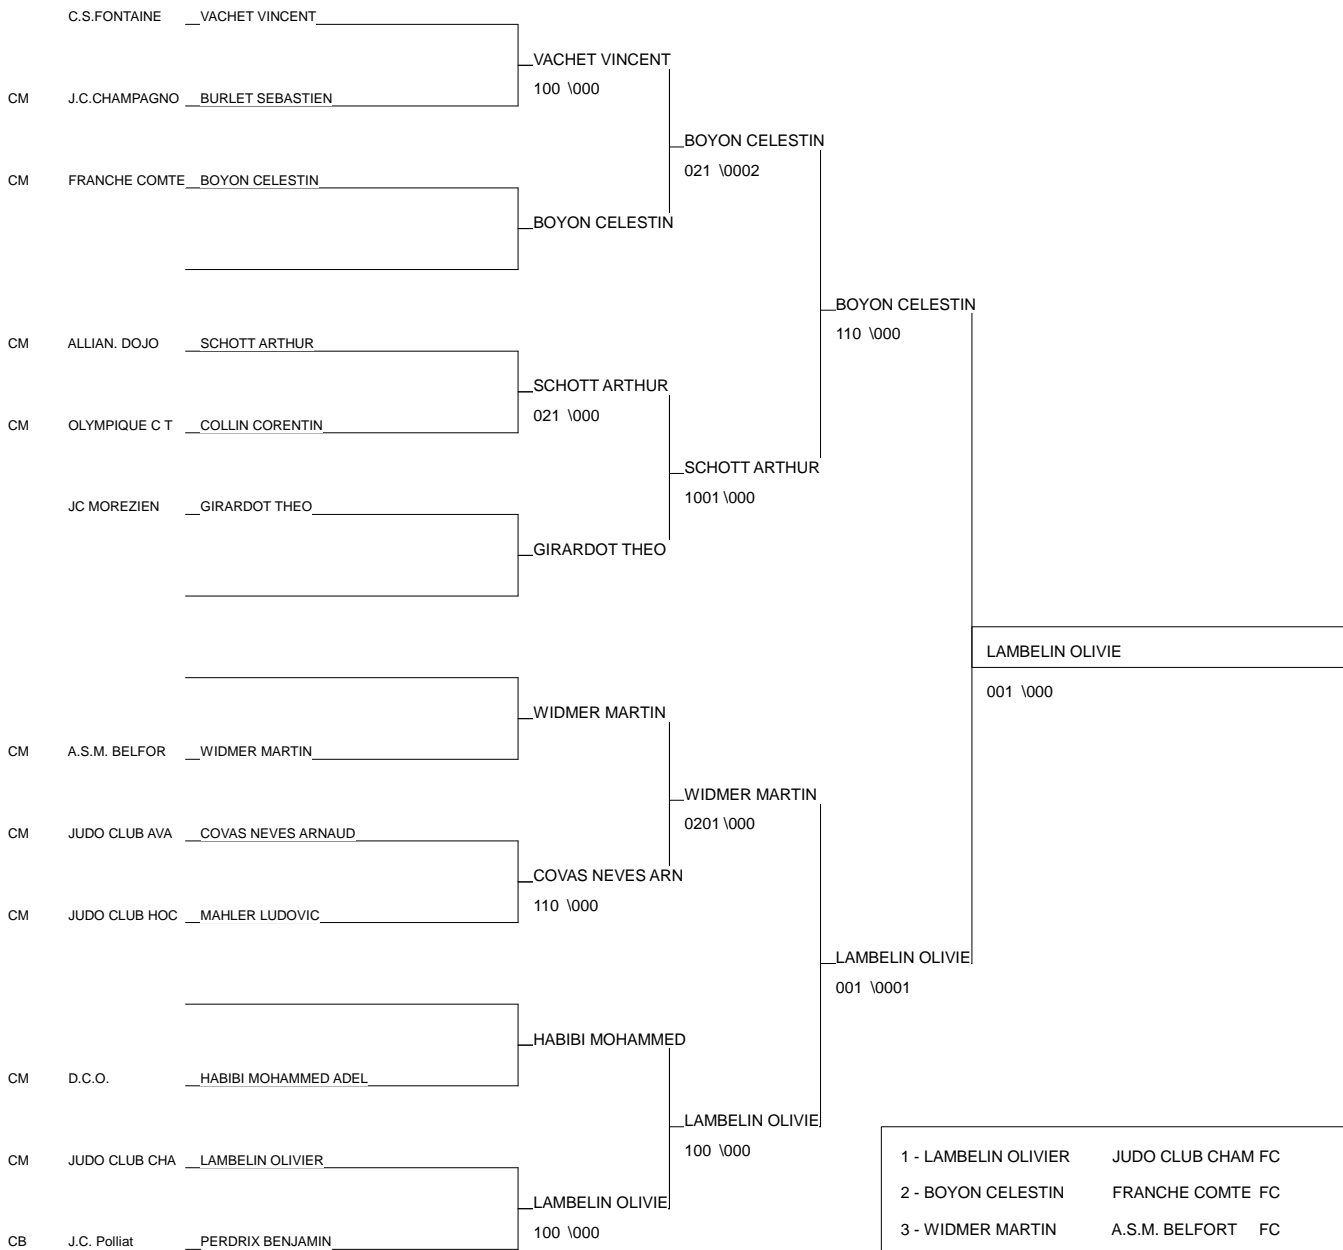 C.S.FONTAINE VACHET VINCENT
VACHET VINCENT
100 \000
CM J.C.CHAMPAGNO BURLET SEBASTIEN
BOYON CELESTIN
021 \0002
CM FRANCHE COMTE BOYON CELESTIN
BOYON CELESTIN
BOYON CELESTIN
110 \000
CM ALLIAN. DOJO SCHOTT ARTHUR
SCHOTT ARTHUR
021 \000
CM OLYMPIQUE C T COLLIN CORENTIN
SCHOTT ARTHUR
1001 \000
JC MOREZIEN GIRARDOT THEO
GIRARDOT THEO
LAMBELIN OLIVIE
001 \000
WIDMER MARTIN
CM A.S.M. BELFOR WIDMER MARTIN
WIDMER MARTIN
0201 \000
CM JUDO CLUB AVA COVAS NEVES ARNAUD
COVAS NEVES ARN
110 \000
CM JUDO CLUB HOC MAHLER LUDOVIC
LAMBELIN OLIVIE
001 \0001
HABIBI MOHAMMED
CM D.C.O. HABIBI MOHAMMED ADEL
LAMBELIN OLIVIE
100 \000
CM JUDO CLUB CHA LAMBELIN OLIVIER
LAMBELIN OLIVIE
100 \000
CB J.C. Polliat PERDRIX BENJAMIN
1 - LAMBELIN OLIVIER JUDO CLUB CHAM FC
2 - BOYON CELESTIN FRANCHE COMTE FC
3 - WIDMER MARTIN A.S.M. BELFORT FC